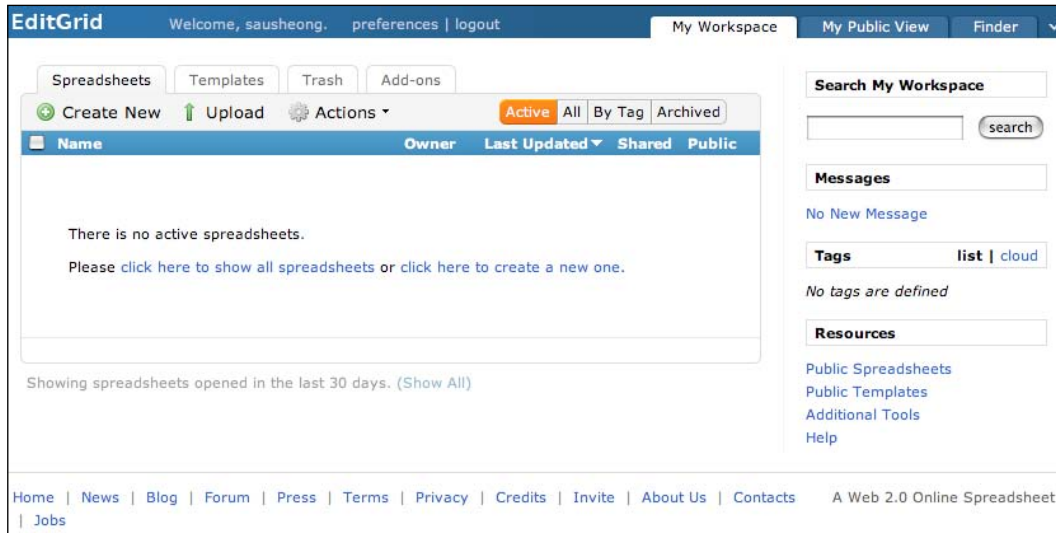 EditGrid Welcome, sausheong. preferences | logout My Workspace My Public View Finder
Spreadsheets Templates Trash Add-ons
Create New Upload Actions Active All By Tag Archived
Name Owner Last Updated Shared Public
There is no active spreadsheets.
Please click here to show all spreadsheets or click here to create a new one.
Showing spreadsheets opened in the last 30 days. (Show All)
Search My Workspace
search
Messages
No New Message
Tags list | cloud
No tags are defined
Resources
Public Spreadsheets
Public Templates
Additional Tools
Help
Home | News | Blog | Forum | Press | Terms | Privacy | Credits | Invite | About Us | Contacts A Web 2.0 Online Spreadsheet
| Jobs